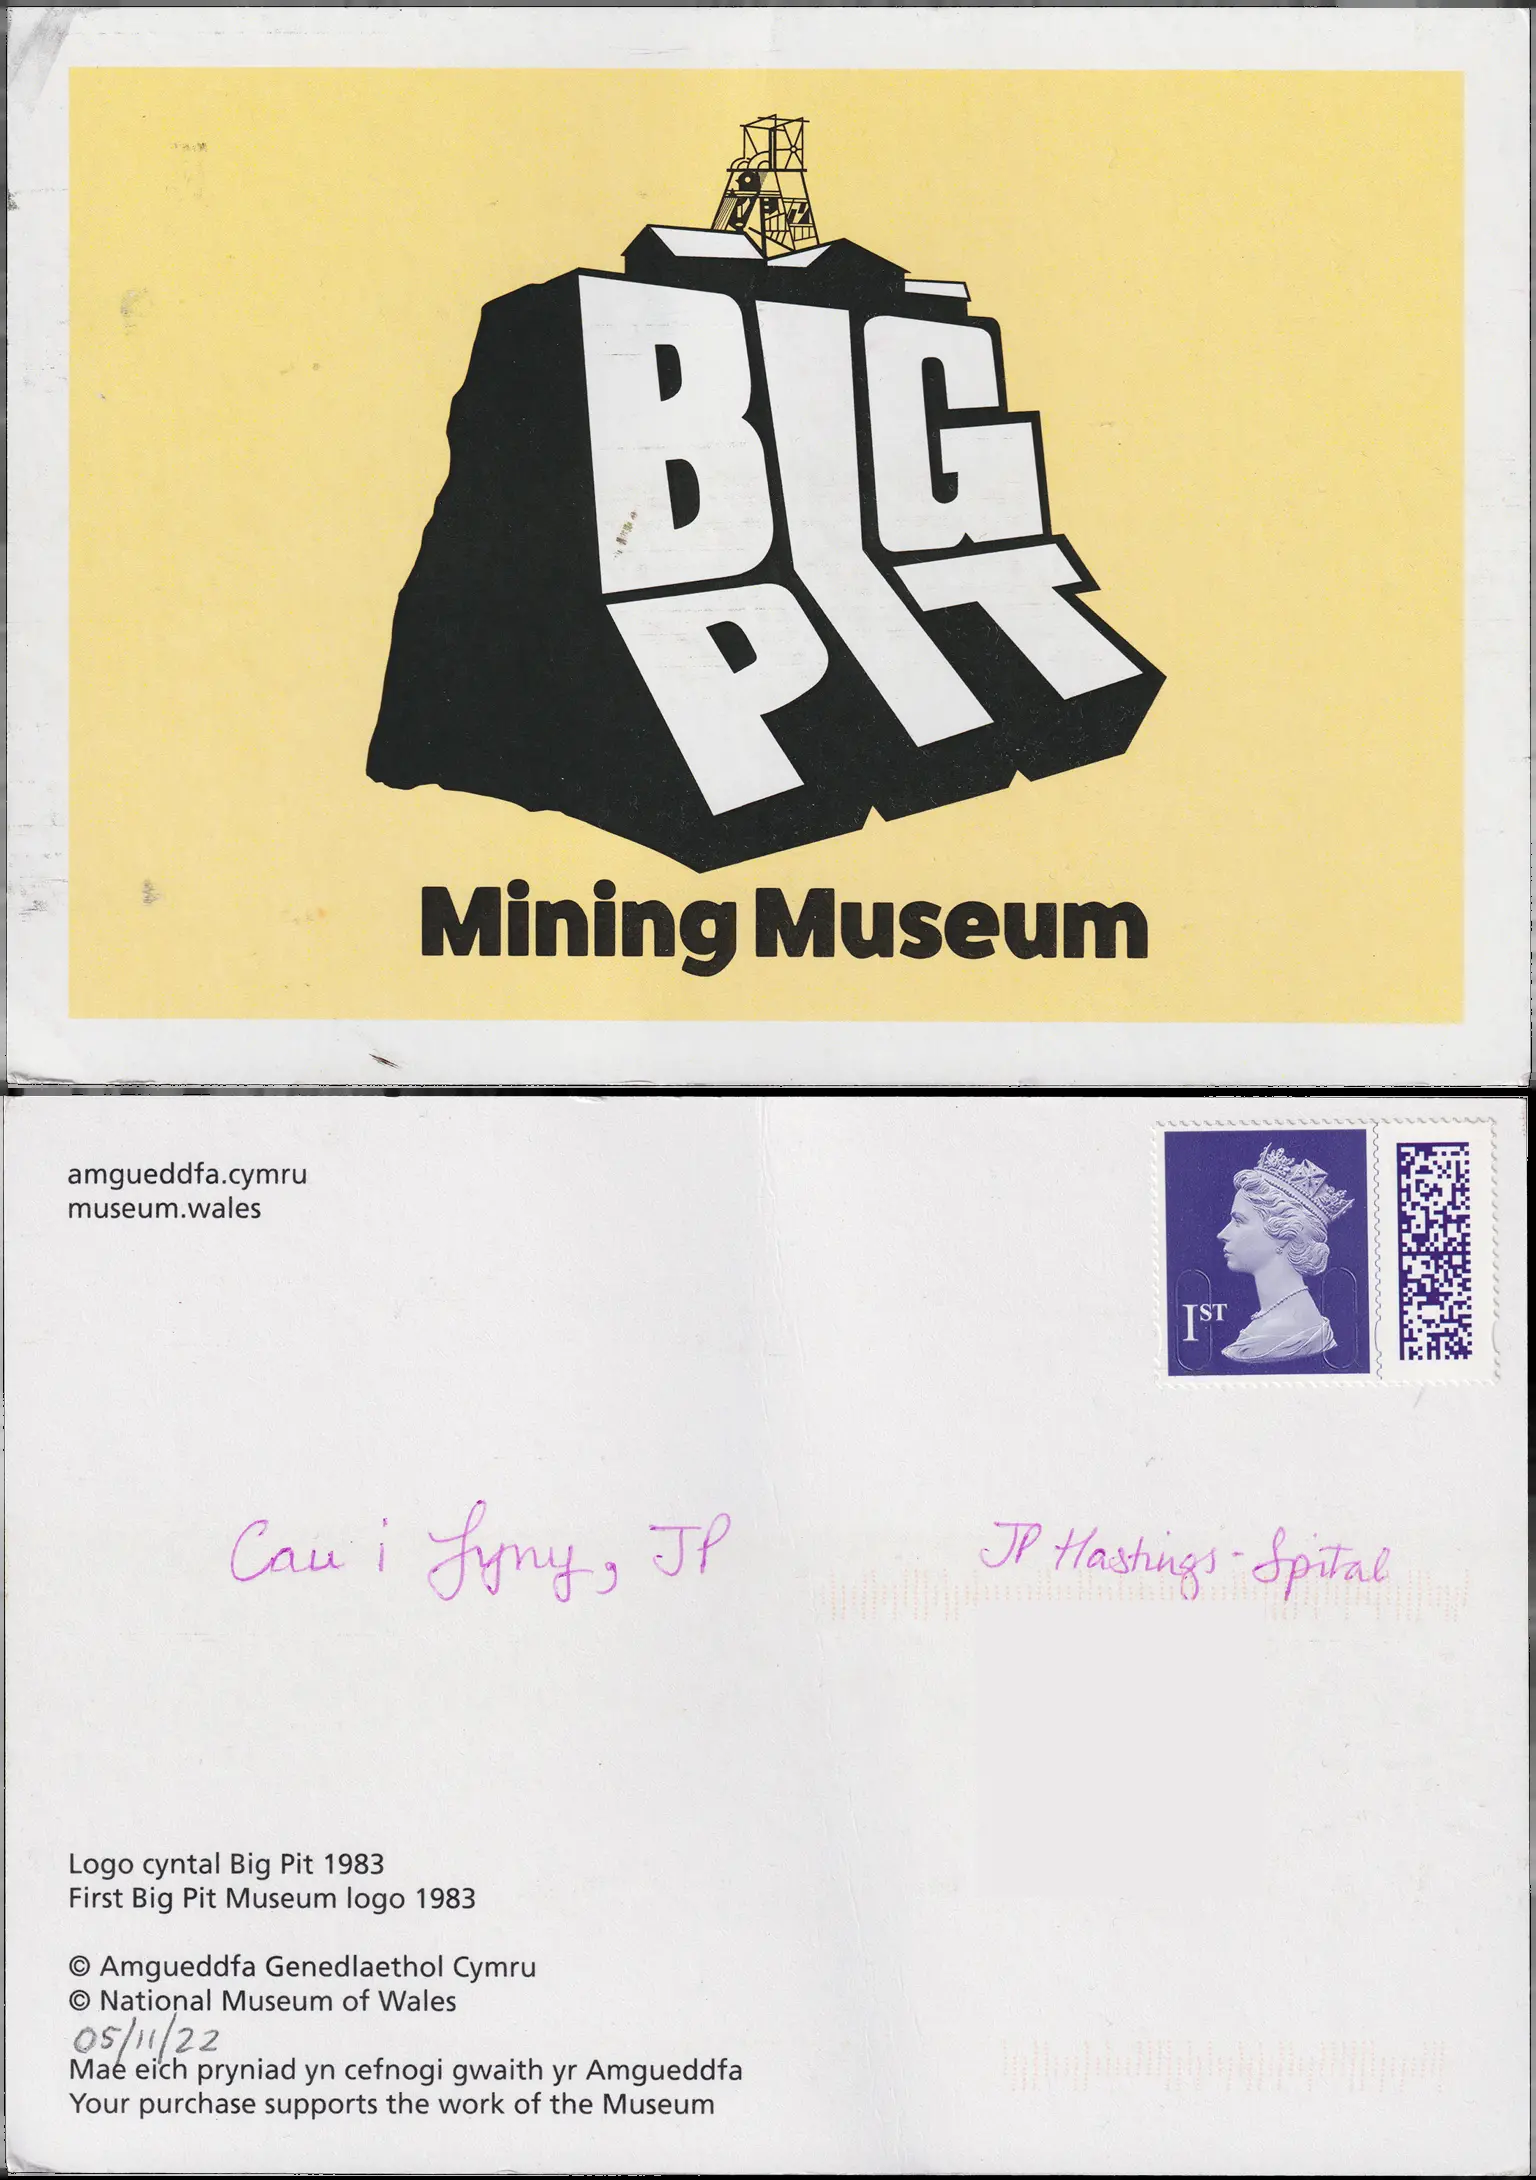 BIG
PIT
Mining Museum
amgueddfa.cymru
museum.wales
1ST
Cau i fyny, JP
JP Hastings-Spital
Logo cyntal Big Pit 1983
First Big Pit Museum logo 1983
© Amgueddfa Genedlaethol Cymru
© National Museum of Wales
05/11/22
Mae eich pryniad yn cefnogi gwaith yr Amgueddfa
Your purchase supports the work of the Museum